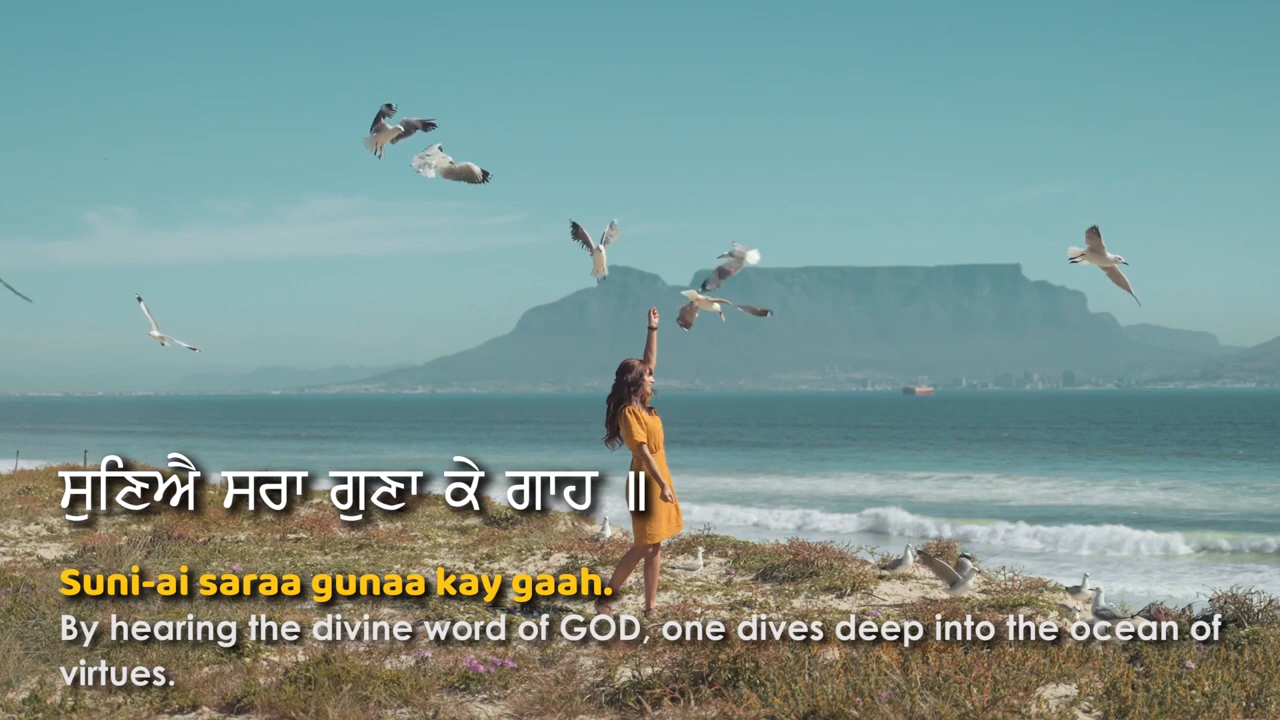 ਸੁਣਿਐ ਸਰਾ ਗੁਣਾ ਕੇ ਗਾਹ ॥
Suni-ai saraa gunaa kay gaah.
By hearing the divine word of GOD, one dives deep into the ocean of
virtues.